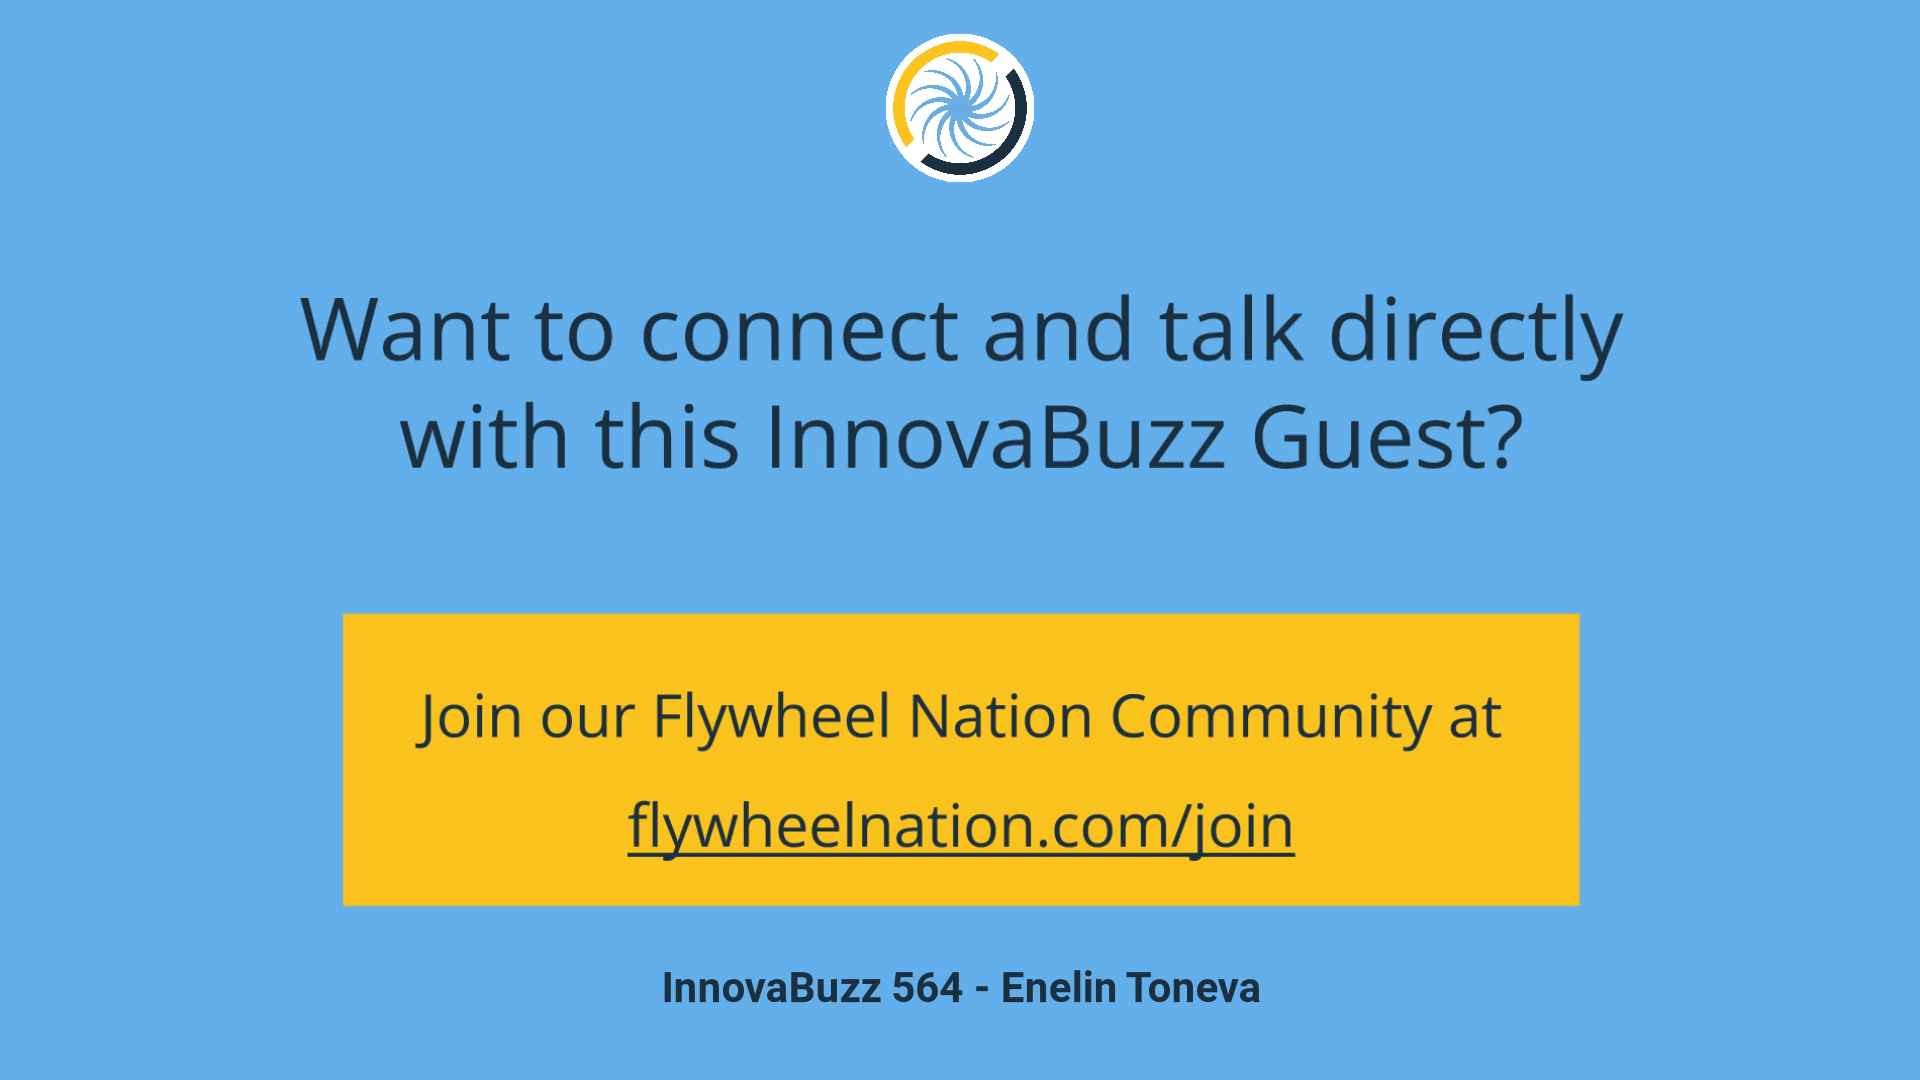 Want to connect and talk directly
with this InnovaBuzz Guest?
Join our Flywheel Nation Community at
flywheelnation.com/join
InnovaBuzz 564 - Enelin Toneva